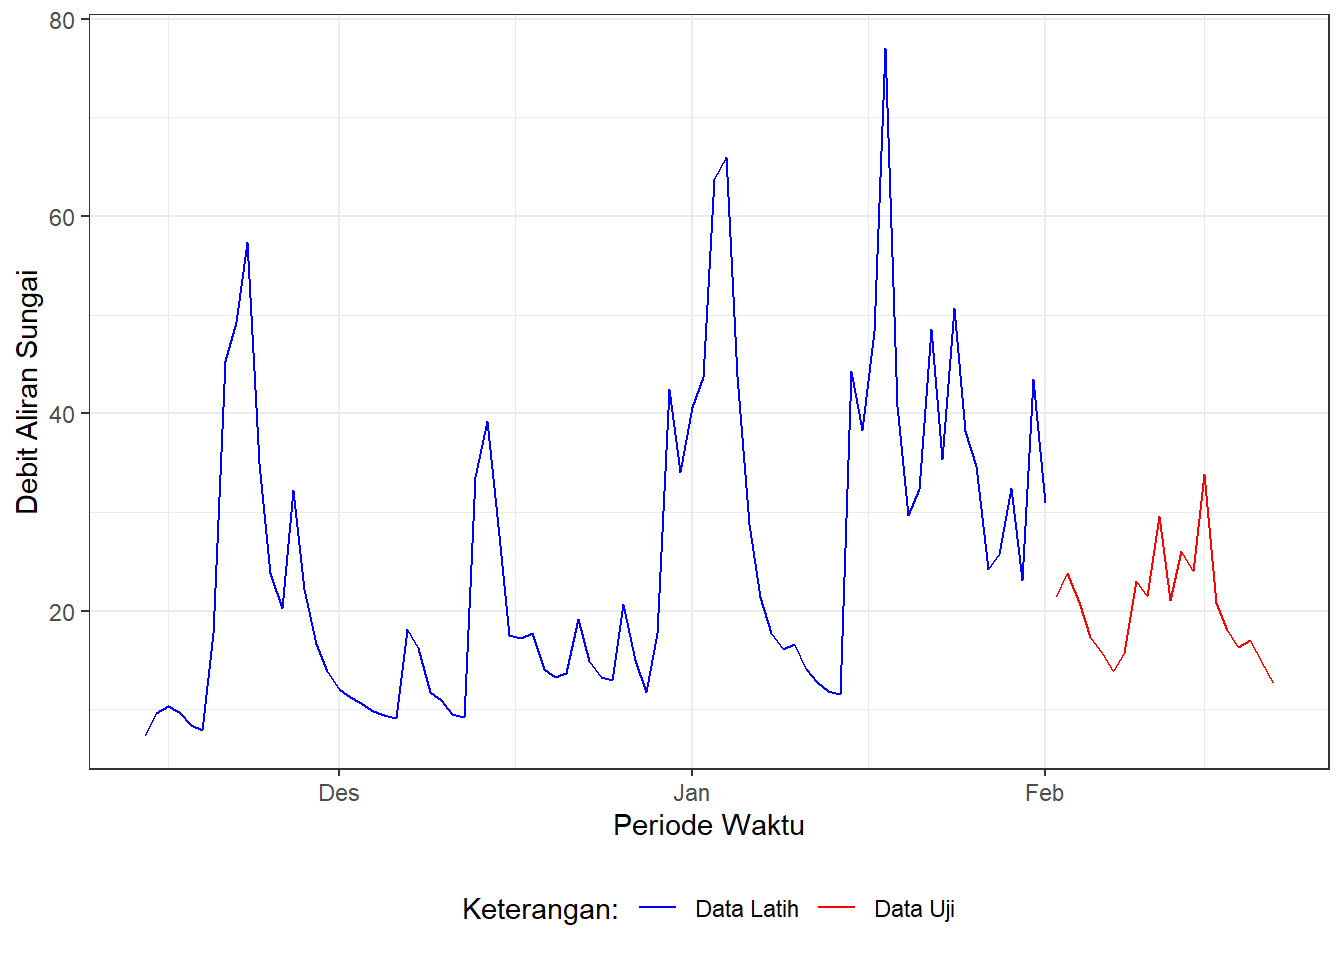 80
60
40
20
Debit Aliran Sungai
Des Jan Feb
Periode Waktu
Keterangan: Data Latih Data Uji